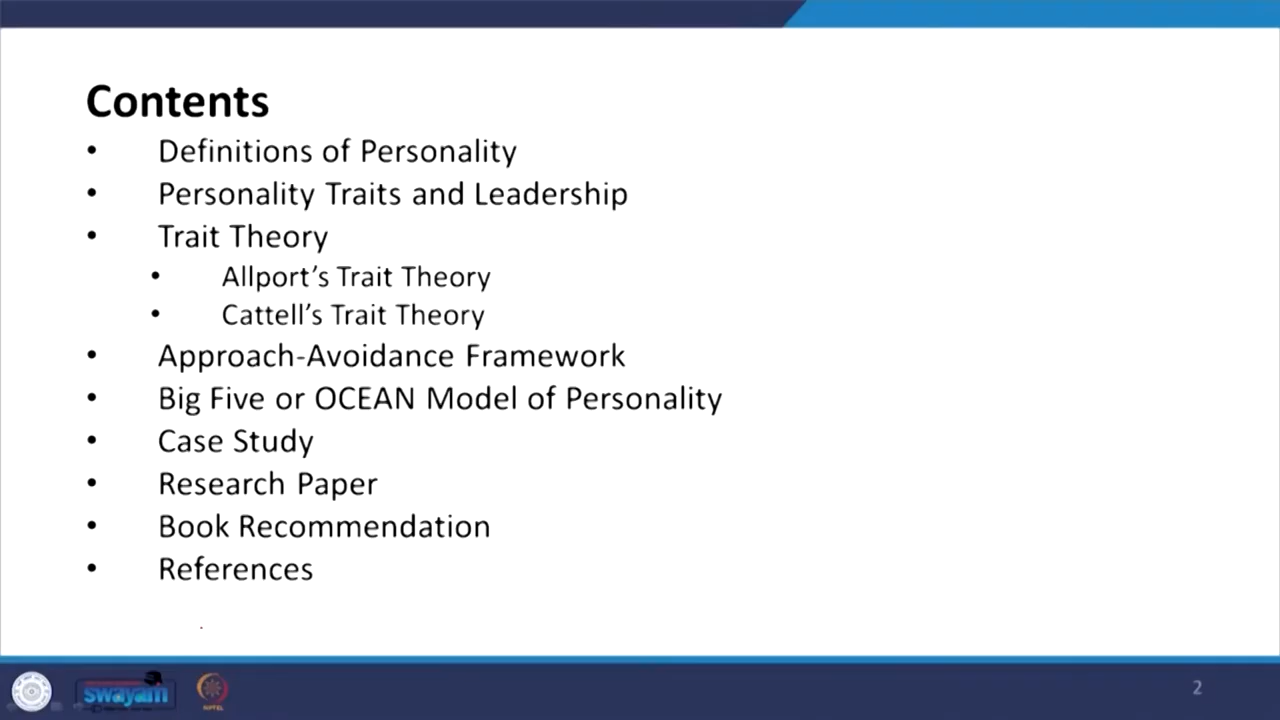 Contents
• Definitions of Personality
• Personality Traits and Leadership
• Trait Theory
• Allport’s Trait Theory
• Cattell’s Trait Theory
• Approach-Avoidance Framework
• Big Five or OCEAN Model of Personality
• Case Study
• Research Paper
• Book Recommendation
• References
swayam
NPTEL
2